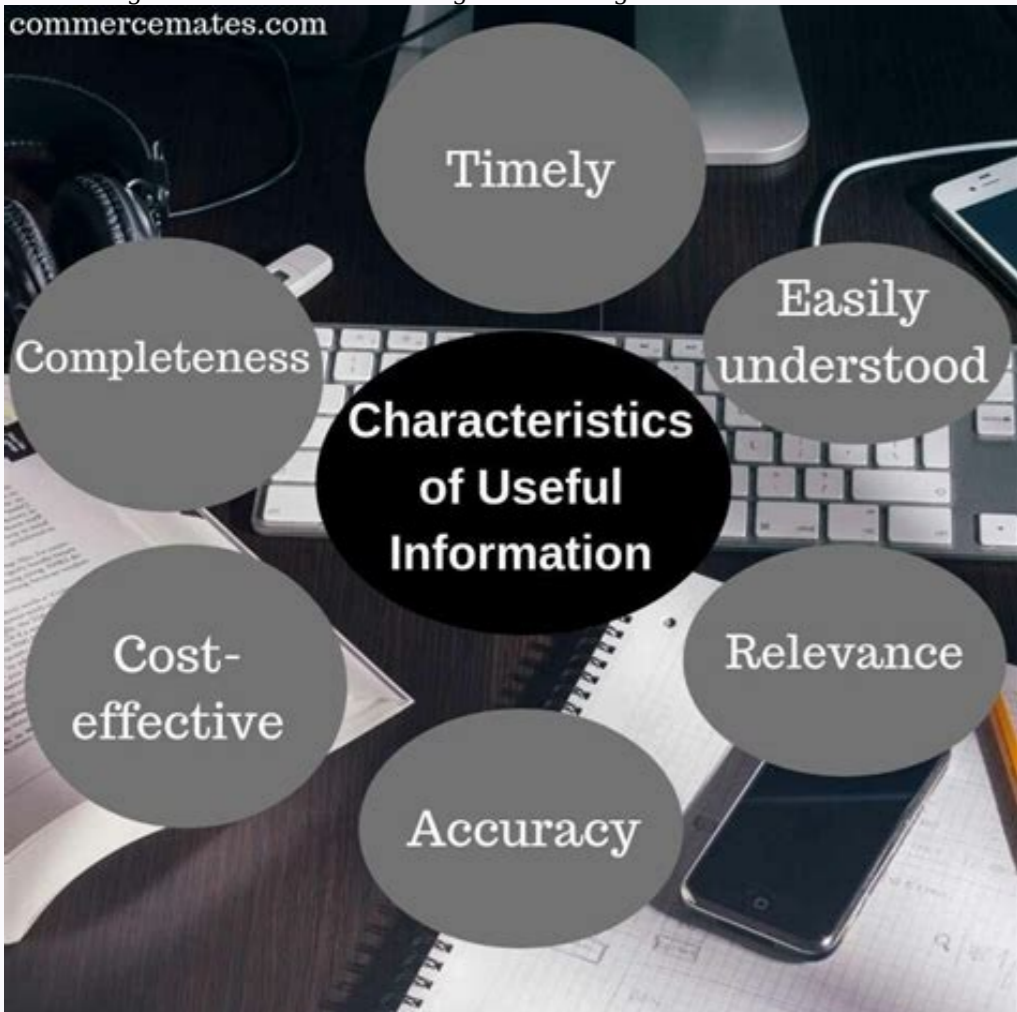 commercemates.com
Timely
Easily
understood
Completeness
Characteristics
of Useful
Information
Cost-
effective
Relevance
Accuracy